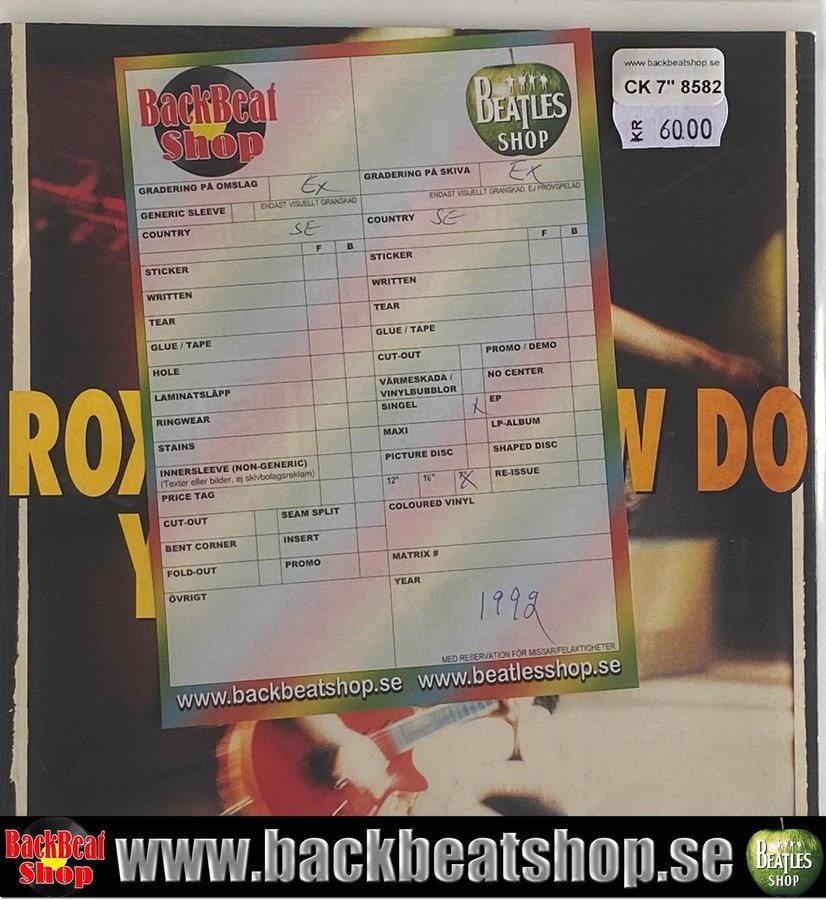 www.backbeatshop.se
CK 7" 8582
KR 60.00
BackBeat
Shop
BEATLES
SHOP
GRADERING PÅ OMSLAG Ex
ENDAST VISUELLT GRANSKAD
GENERIC SLEEVE
COUNTRY SE
F B
STICKER
WRITTEN
TEAR
GLUE / TAPE
HOLE
LAMINATSLÄPP
RINGWEAR
STAINS
INNERSLEEVE (NON-GENERIC)
(Texter eller bilder, ej skivbolagsreklam)
PRICE TAG
CUT-OUT SEAM SPLIT
BENT CORNER INSERT
FOLD-OUT PROMO
ÖVRIGT
GRADERING PÅ SKIVA EX
ENDAST VISUELLT GRANSKAD, EJ PROVSPELAD
COUNTRY SE
F B
STICKER
WRITTEN
TEAR
GLUE / TAPE
CUT-OUT PROMO / DEMO
VÄRMESKADA /
VINYLBUBBLOR NO CENTER
SINGEL X EP
MAXI LP-ALBUM
PICTURE DISC SHAPED DISC
12" 10" X RE-ISSUE
COLOURED VINYL
MATRIX #
YEAR
1992
MED RESERVATION FÖR MISSAR/FELAKTIGHETER
www.backbeatshop.se www.beatlesshop.se
ROX W DO
Y
BackBeat
Shop
www.backbeatshop.se
BEATLES
SHOP